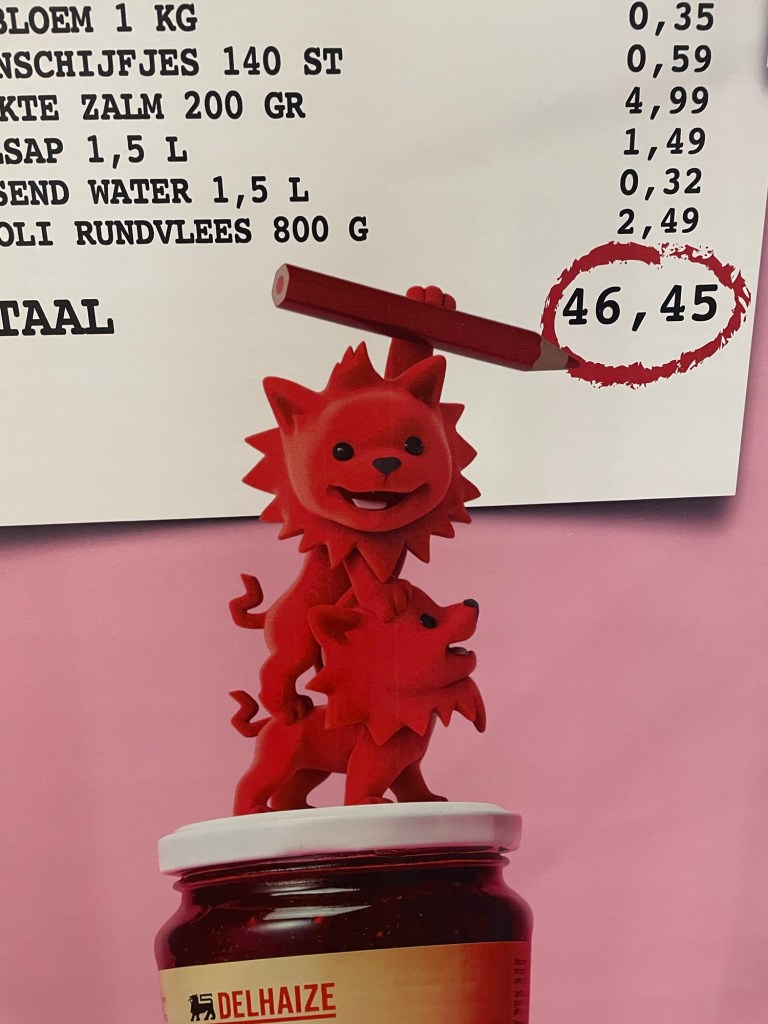 BLOEM 1 KG 0,35
NSCHIJFJES 140 ST 0,59
KTE ZALM 200 GR 4,99
LSAP 1,5 L 1,49
SEND WATER 1,5 L 0,32
OLI RUNDVLEES 800 G 2,49
TAAL 46,45
DELHAIZE